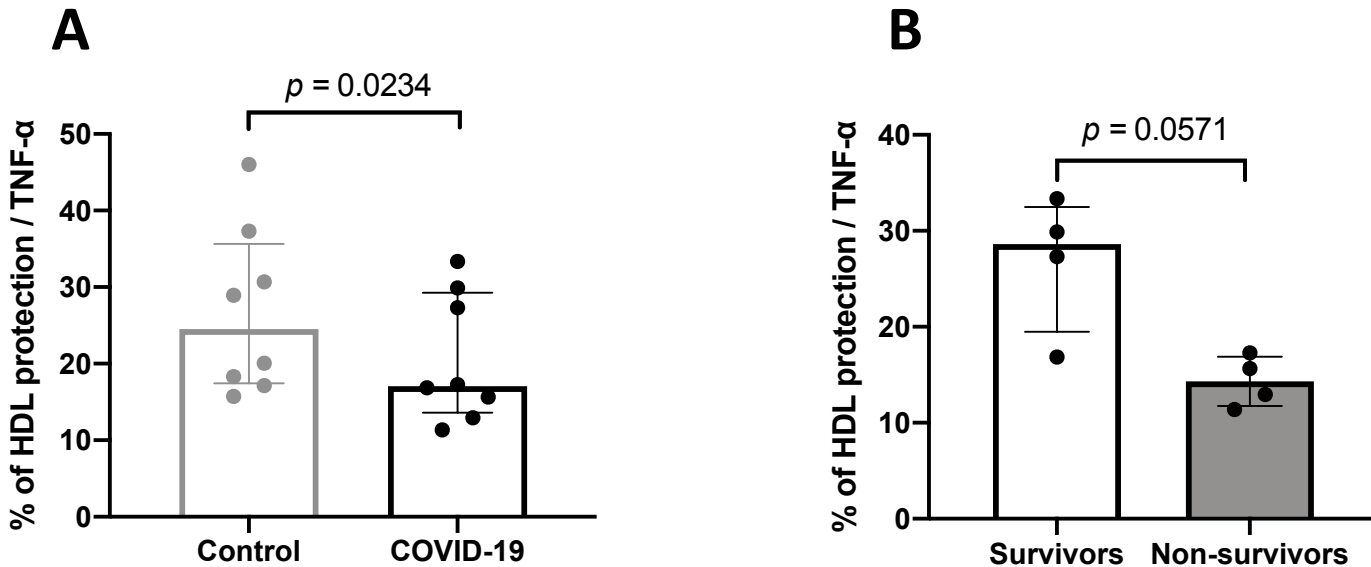 A
p = 0.0234
% of HDL protection / TNF-α
50
40
30
20
10
0
Control
COVID-19
B
p = 0.0571
% of HDL protection / TNF-α
40
30
20
10
0
Survivors
Non-survivors